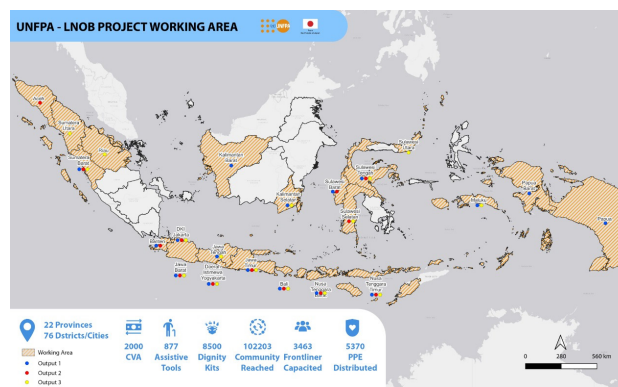 UNFPA - LNOB PROJECT WORKING AREA
UNFPA
Aceh
Sumatera
Utara
Riau
Sumatera
Barat
Kalimantan
Barat
Kalimantan
Selatan
Sulawesi
Utara
Sulawesi
Tengah
Sulawesi
Barat
Sulawesi
Selatan
Maluku
Papua
Barat
Papua
Banten
DKI
Jakarta
Jawa
Barat
Jawa
Tengah
Daerah
Istimewa
Yogyakarta
Jawa
Timur
Bali
Nusa
Tenggara
Nusa
Tenggara
Timur
22 Provinces
76 Dstricts/Cities
Working Area
Output 1
Output 2
Output 3
2000
CVA
877
Assistive
Tools
8500
Dignity
Kits
102203
Community
Reached
3463
Frontliner
Capacited
5370
PPE
Distributed
0 280 560 km